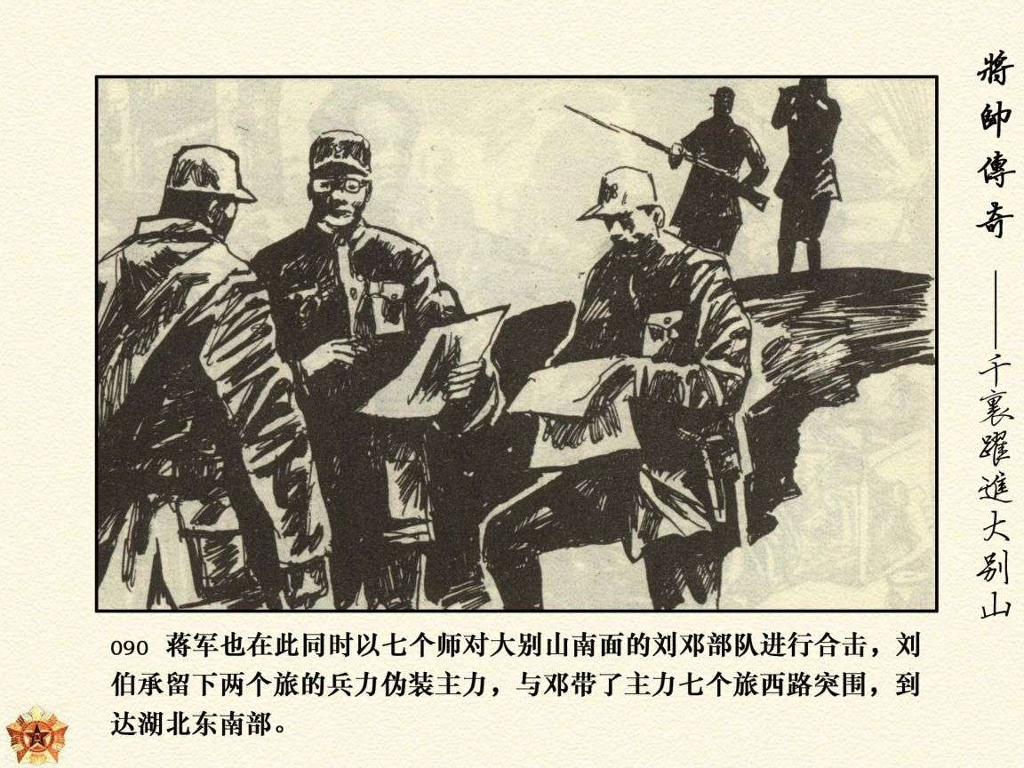 將帥傳奇——千裏躍進大别山
090 蒋军也在此同时以七个师对大别山南面的刘邓部队进行合击，刘
伯承留下两个旅的兵力伪装主力，与邓带了主力七个旅西路突围，到
达湖北东南部。